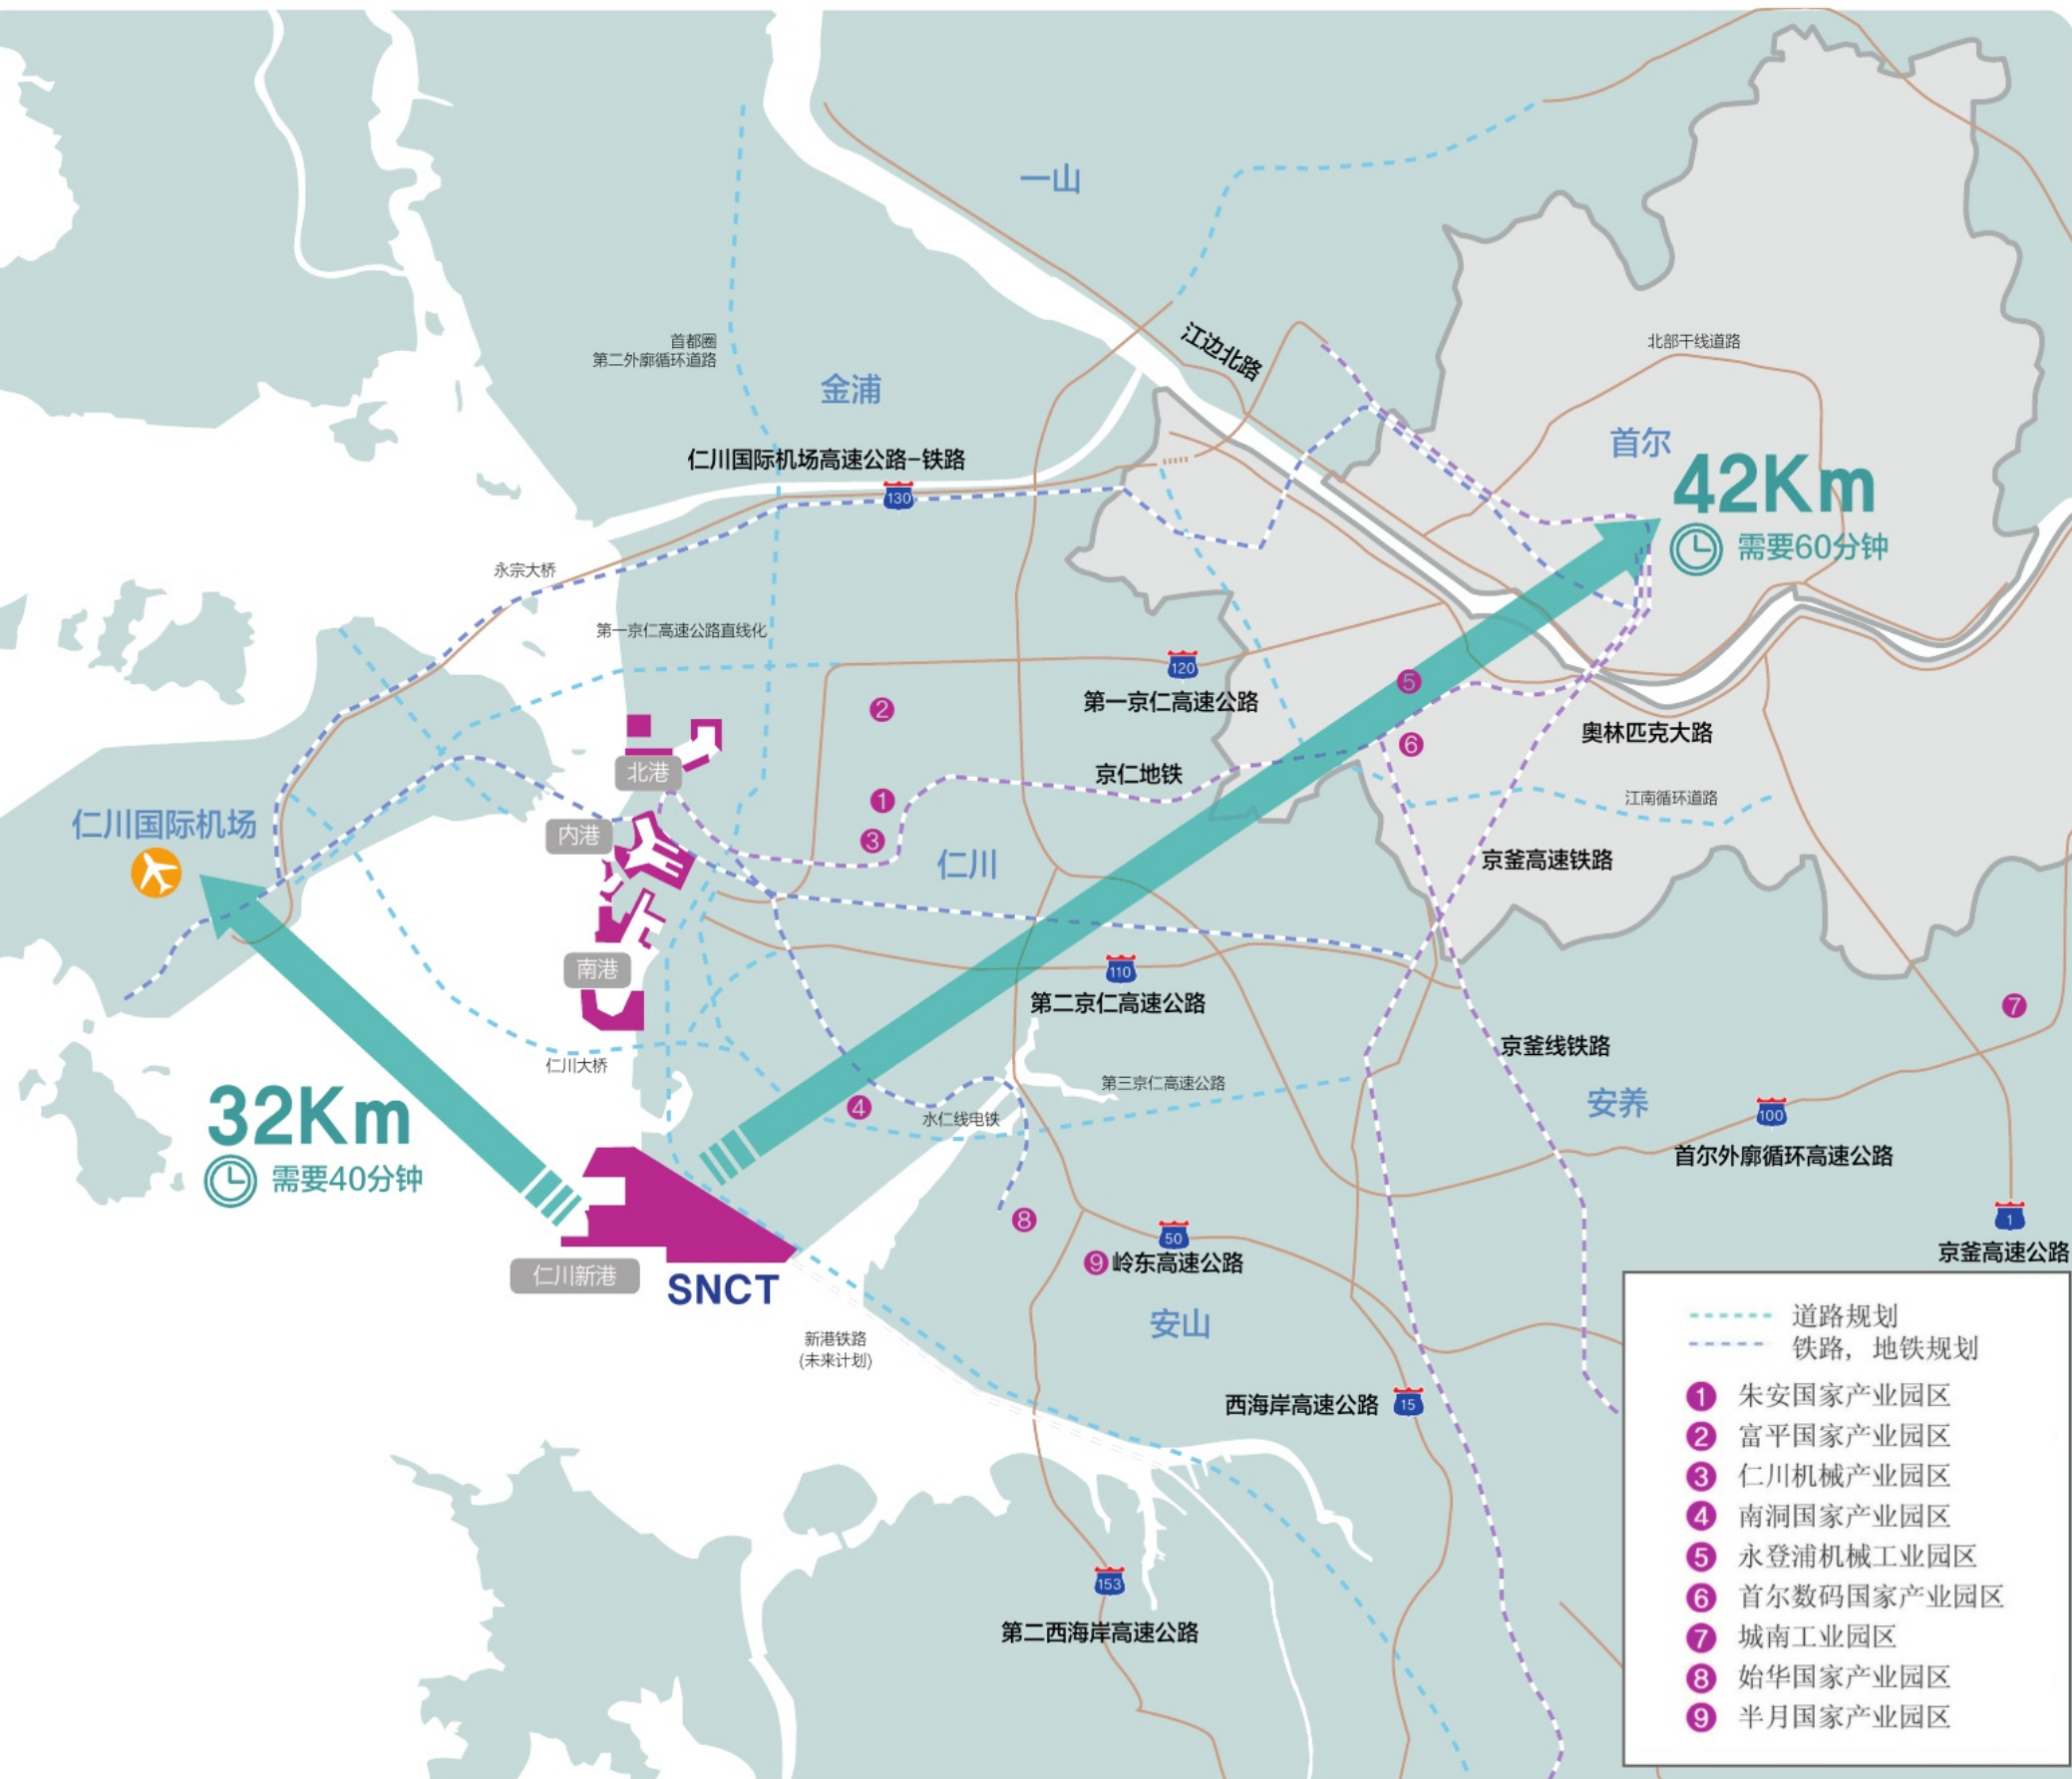 一山
江边北路
北部干线道路
首都圈
第二外廓循环道路
金浦
首尔
42Km
需要60分钟
仁川国际机场高速公路-铁路
130
永宗大桥
第一京仁高速公路直线化
120
第一京仁高速公路
2
5
6
奥林匹克大路
北港
京仁地铁
1
江南循环道路
仁川国际机场
内港
3
仁川
京釜高速铁路
南港
110
第二京仁高速公路
7
仁川大桥
京釜线铁路
第三京仁高速公路
安养
32Km
需要40分钟
4
水仁线电铁
100
首尔外廓循环高速公路
8
1
京釜高速公路
50
9
岭东高速公路
仁川新港
SNCT
安山
新港铁路
(未来计划)
西海岸高速公路
15
153
第二西海岸高速公路
道路规划
铁路，地铁规划
1 朱安国家产业园区
2 富平国家产业园区
3 仁川机械产业园区
4 南洞国家产业园区
5 永登浦机械工业园区
6 首尔数码国家产业园区
7 城南工业园区
8 始华国家产业园区
9 半月国家产业园区